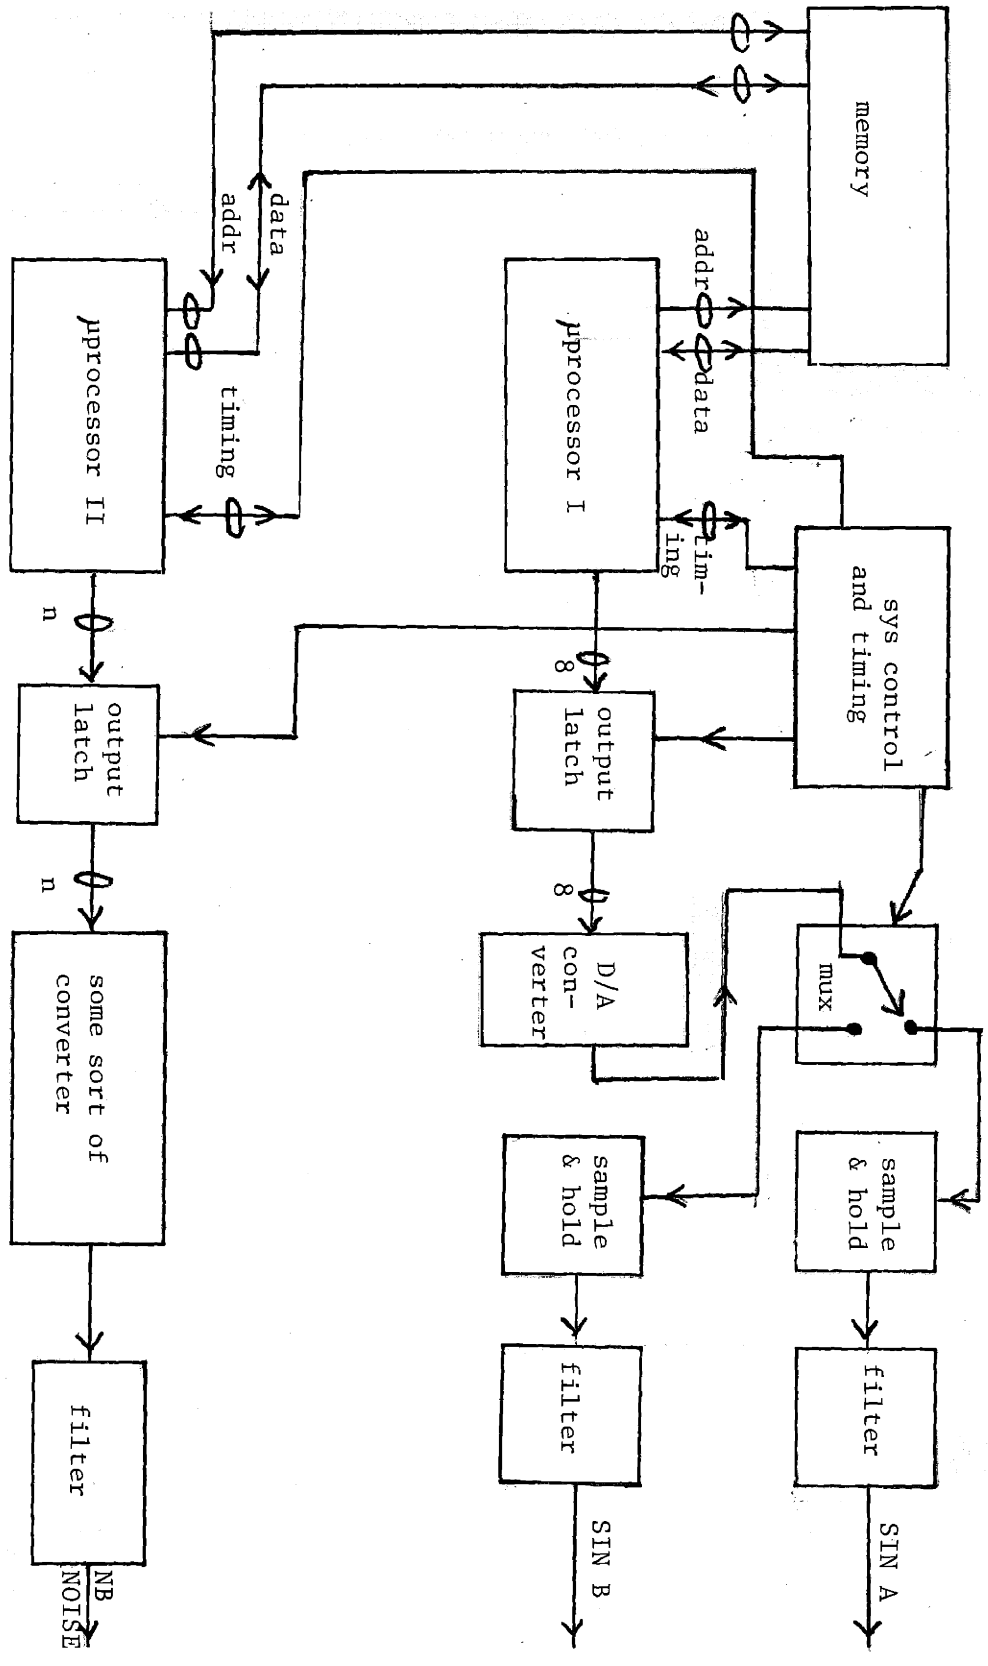 memory
sys control
and timing
mux
sample
& hold
filter
SIN A
addr
data
tim-
ing
µprocessor I
8
output
latch
8
D/A
con-
verter
sample
& hold
filter
SIN B
data
addr
timing
µprocessor II
n
output
latch
n
some sort of
converter
filter
NB
NOISE